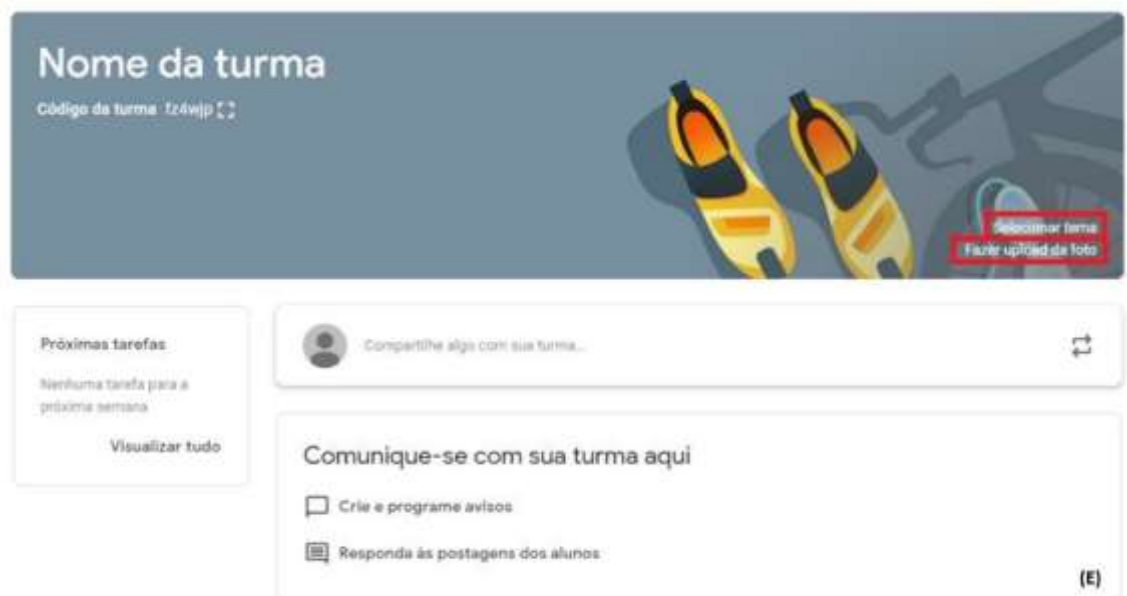 Nome da turma
Código da turma fz4wjp
Selecionar tema
Fazer upload da foto
Próximas tarefas
Nenhuma tarefa para a
próxima semana
Visualizar tudo
Compartilhe algo com sua turma...
Comunique-se com sua turma aqui
Crie e programe avisos
Responda às postagens dos alunos
(E)